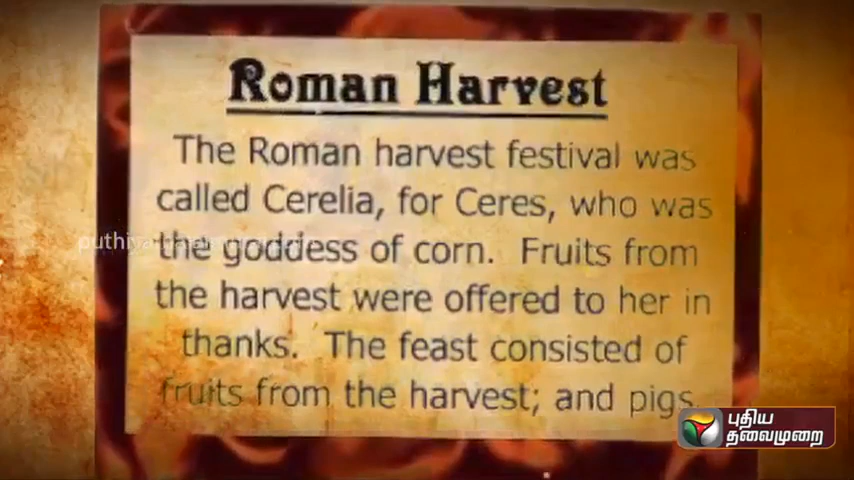 Roman Harvest
The Roman harvest festival was
called Cerelia, for Ceres, who was
the goddess of corn. Fruits from
the harvest were offered to her in
thanks. The feast consisted of
fruits from the harvest; and pigs.
புதிய
தலைமுறை